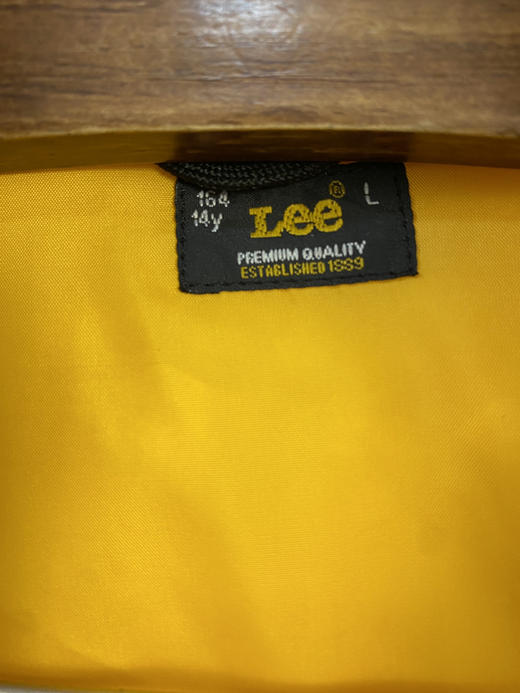 164 Lee® L
14y
PREMIUM QUALITY
ESTABLISHED 1889